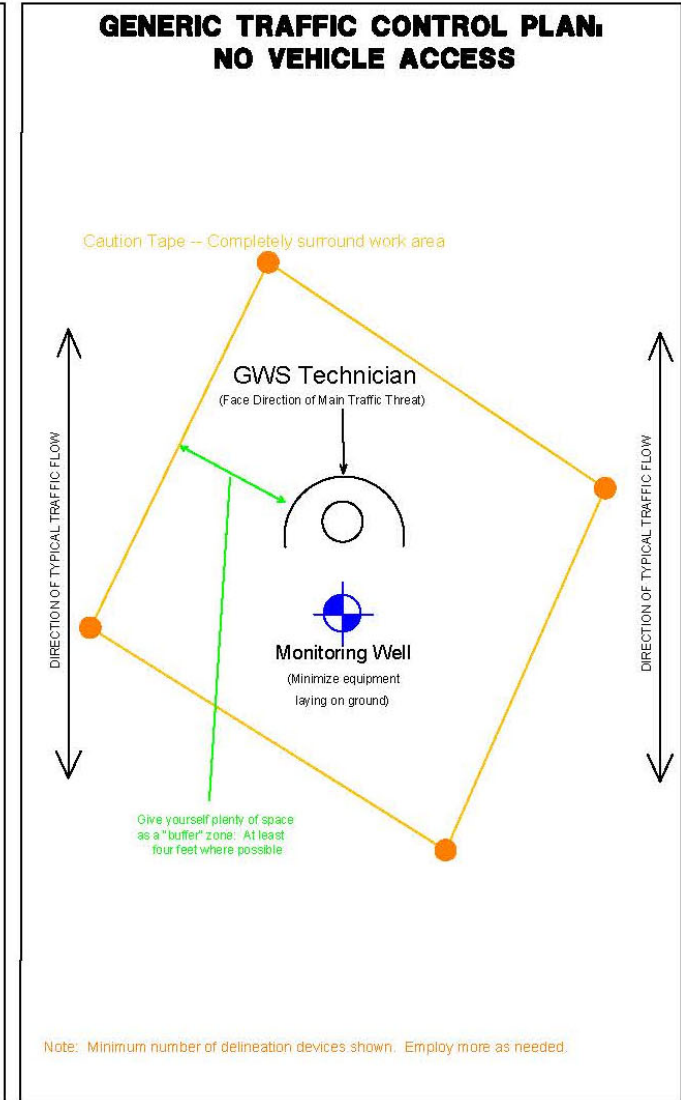 GENERIC TRAFFIC CONTROL PLAN:
NO VEHICLE ACCESS
Caution Tape -- Completely surround work area
GWS Technician
(Face Direction of Main Traffic Threat)
DIRECTION OF TYPICAL TRAFFIC FLOW
DIRECTION OF TYPICAL TRAFFIC FLOW
Monitoring Well
(Minimize equipment
laying on ground)
Give yourself plenty of space
as a "buffer" zone: At least
four feet where possible
Note: Minimum number of delineation devices shown. Employ more as needed.